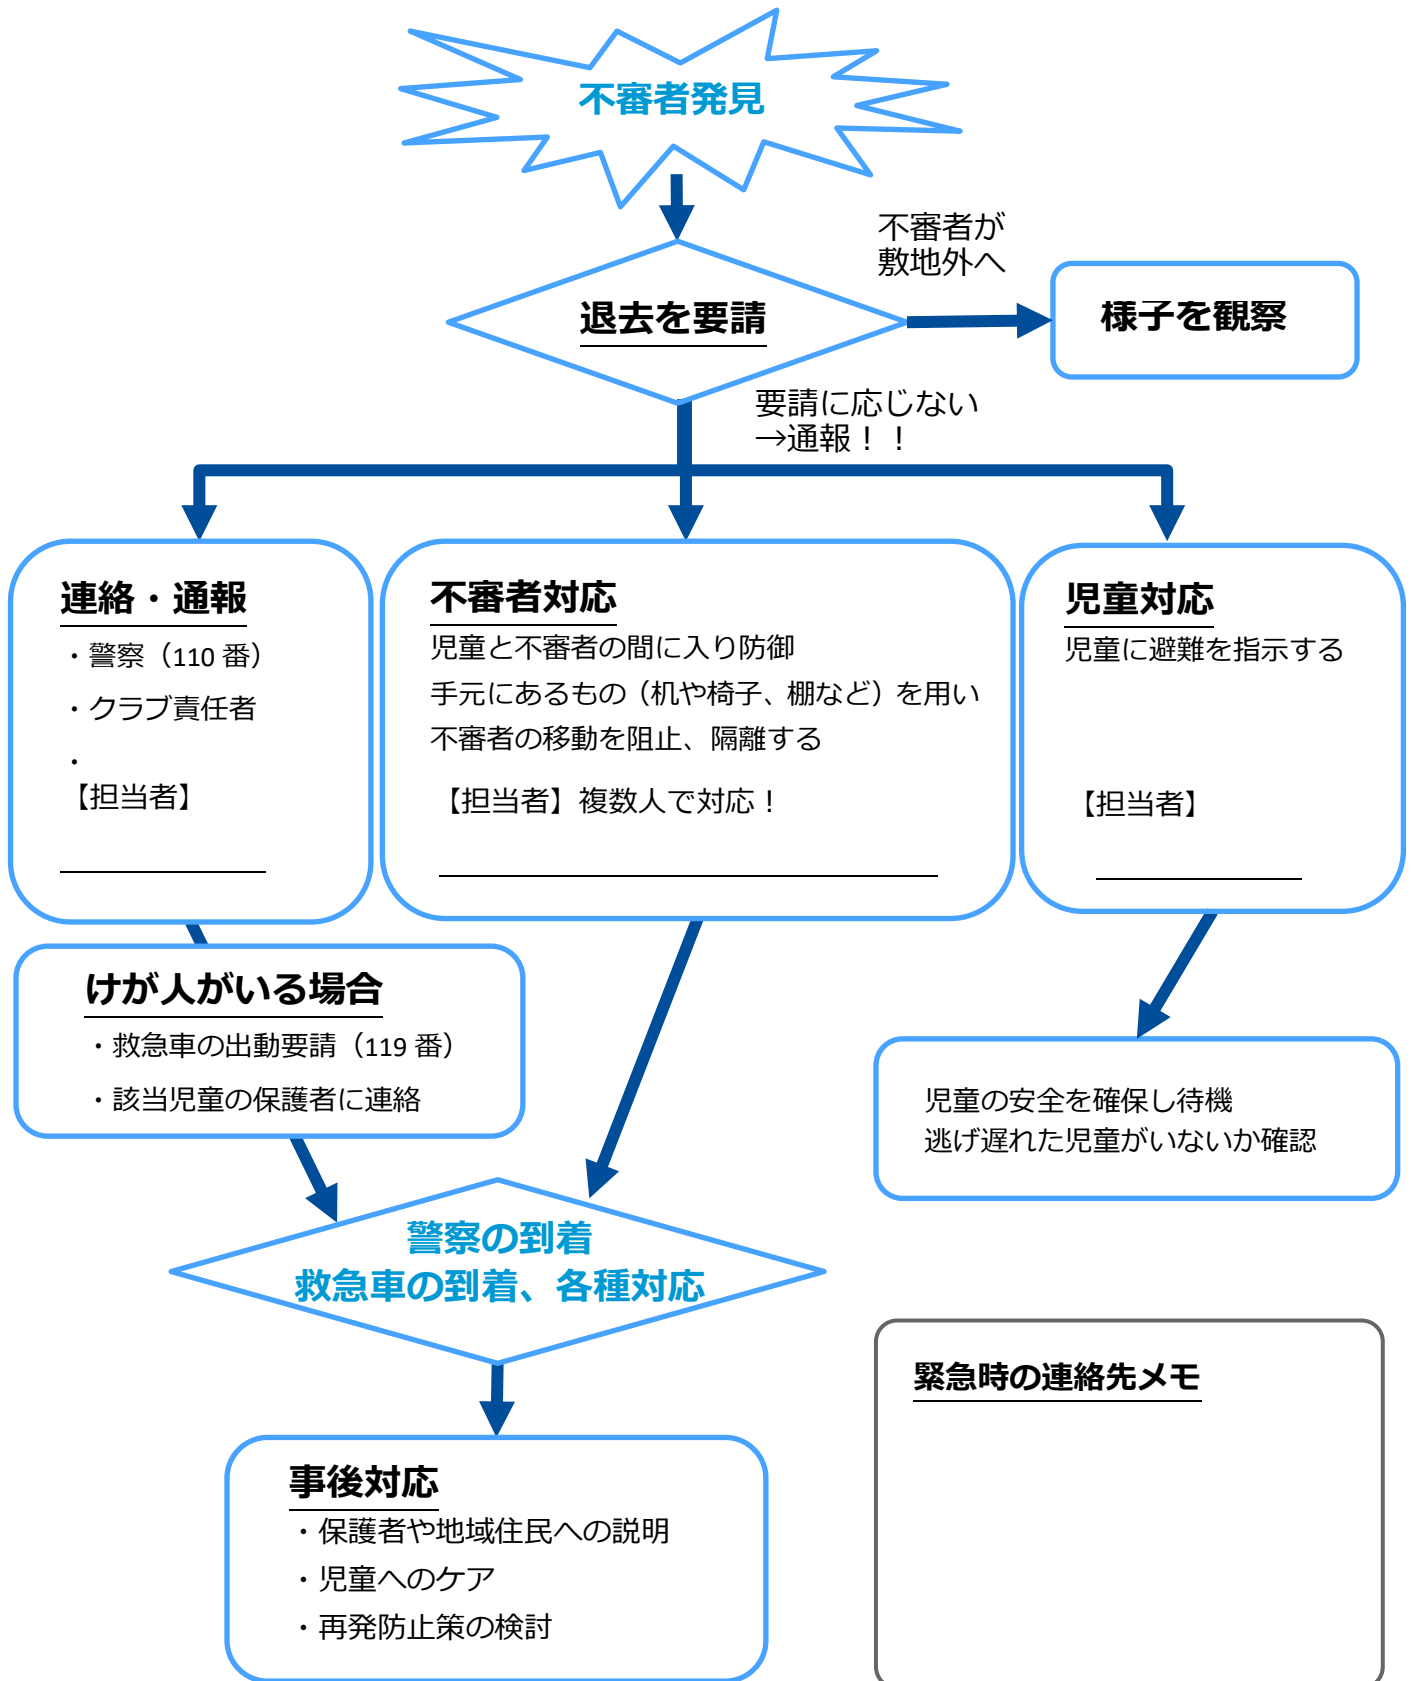 不審者発見
不審者が
敷地外へ
退去を要請
様子を観察
要請に応じない
→通報！！
連絡・通報
・警察（110 番）
・クラブ責任者
・
【担当者】
不審者対応
児童と不審者の間に入り防御
手元にあるもの（机や椅子、棚など）を用い
不審者の移動を阻止、隔離する
【担当者】複数人で対応！
児童対応
児童に避難を指示する
【担当者】
けが人がいる場合
・救急車の出動要請（119 番）
・該当児童の保護者に連絡
児童の安全を確保し待機
逃げ遅れた児童がいないか確認
警察の到着
救急車の到着、各種対応
緊急時の連絡先メモ
事後対応
・保護者や地域住民への説明
・児童へのケア
・再発防止策の検討